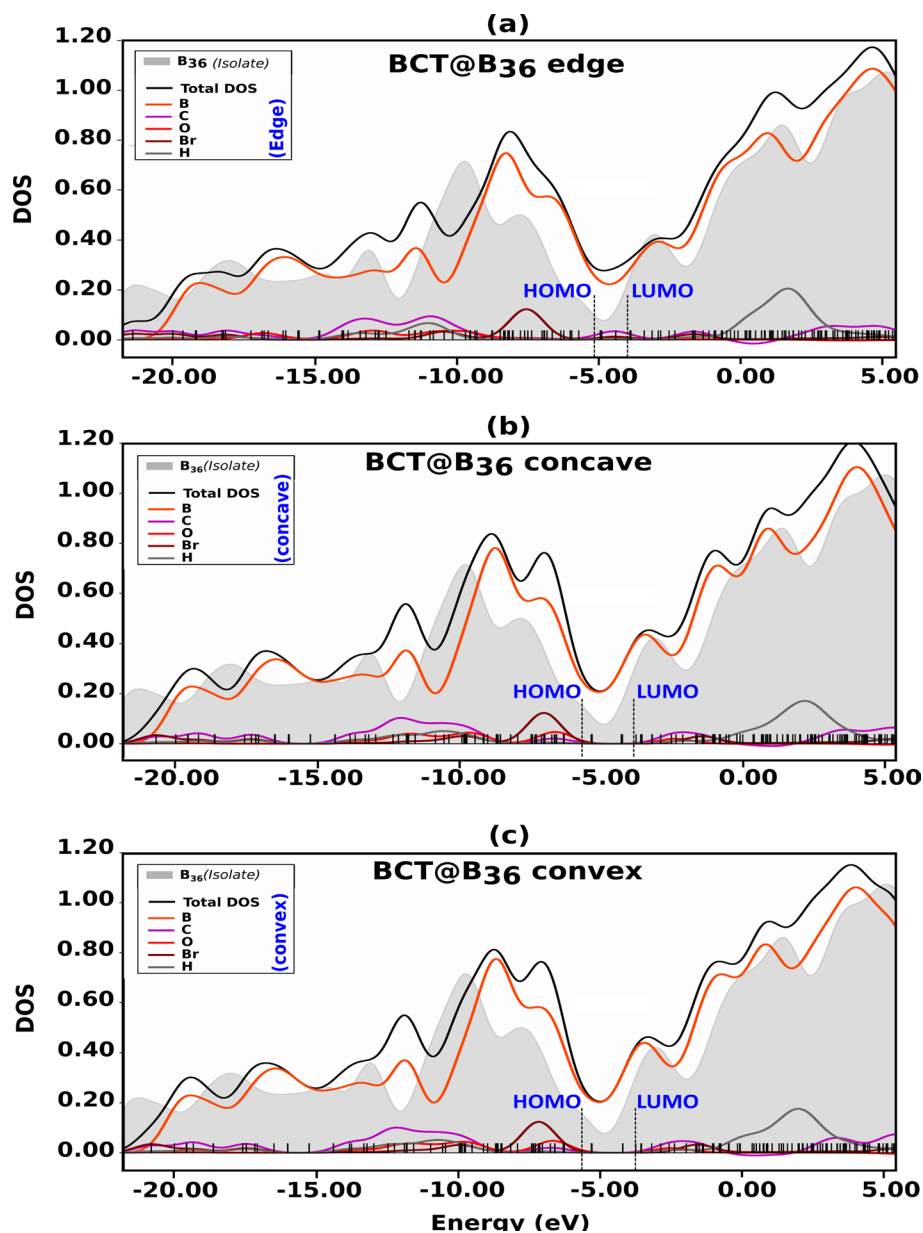 (a)
BCT@B36 edge
B36 (Isolate)
Total DOS
B
C
O
Br
H
(Edge)
DOS
1.20
1.00
0.80
0.60
0.40
0.20
0.00
HOMO LUMO
-20.00 -15.00 -10.00 -5.00 0.00 5.00
(b)
BCT@B36 concave
B36(Isolate)
Total DOS
B
C
O
Br
H
(concave)
DOS
1.20
1.00
0.80
0.60
0.40
0.20
0.00
HOMO LUMO
-20.00 -15.00 -10.00 -5.00 0.00 5.00
(c)
BCT@B36 convex
B36(Isolate)
Total DOS
B
C
O
Br
H
(convex)
DOS
1.20
1.00
0.80
0.60
0.40
0.20
0.00
HOMO LUMO
-20.00 -15.00 -10.00 -5.00 0.00 5.00
Energy (eV)